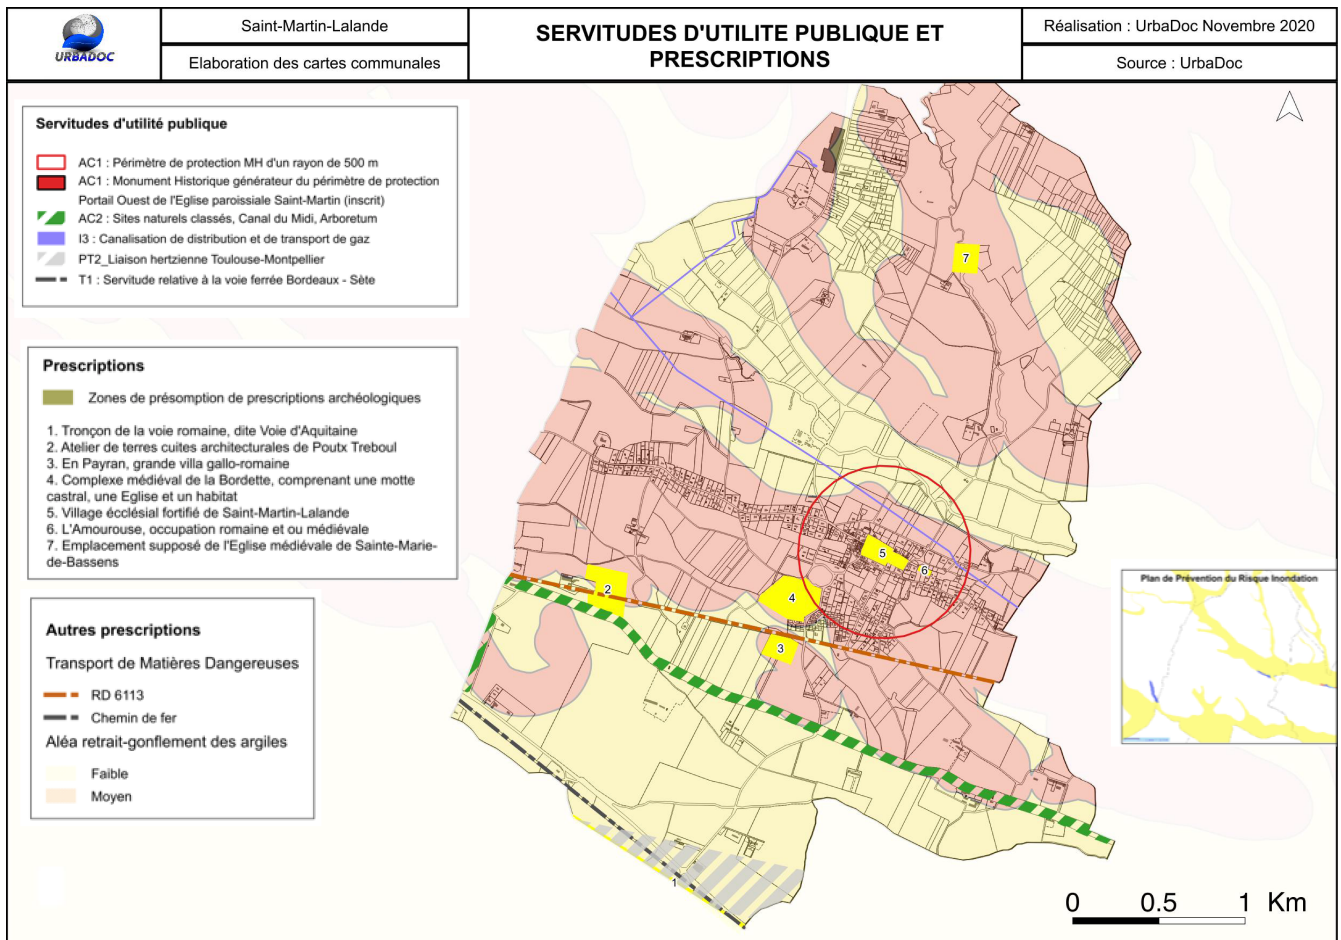 URBADOC
Saint-Martin-Lalande
Elaboration des cartes communales
SERVITUDES D'UTILITE PUBLIQUE ET
PRESCRIPTIONS
Réalisation : UrbaDoc Novembre 2020
Source : UrbaDoc
Servitudes d'utilité publique
AC1 : Périmètre de protection MH d'un rayon de 500 m
AC1 : Monument Historique générateur du périmètre de protection
Portail Ouest de l'Eglise paroissiale Saint-Martin (inscrit)
AC2 : Sites naturels classés, Canal du Midi, Arboretum
I3 : Canalisation de distribution et de transport de gaz
PT2_Liaison hertzienne Toulouse-Montpellier
T1 : Servitude relative à la voie ferrée Bordeaux - Sète
Prescriptions
Zones de présomption de prescriptions archéologiques
1. Tronçon de la voie romaine, dite Voie d'Aquitaine
2. Atelier de terres cuites architecturales de Poutx Treboul
3. En Payran, grande villa gallo-romaine
4. Complexe médiéval de la Bordette, comprenant une motte
castral, une Eglise et un habitat
5. Village écclésial fortifié de Saint-Martin-Lalande
6. L'Amourouse, occupation romaine et ou médiévale
7. Emplacement supposé de l'Eglise médiévale de Sainte-Marie-
de-Bassens
Autres prescriptions
Transport de Matières Dangereuses
RD 6113
Chemin de fer
Aléa retrait-gonflement des argiles
Faible
Moyen
7
5
6
2
4
3
1
Plan de Prévention du Risque Inondation
0 0.5 1 Km